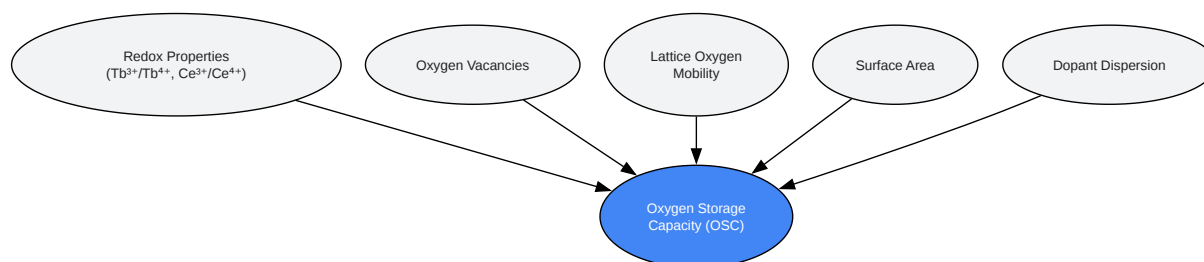 Redox Properties
(Tb³⁺/Tb⁴⁺, Ce³⁺/Ce⁴⁺)
Oxygen Vacancies
Lattice Oxygen
Mobility
Surface Area
Dopant Dispersion
Oxygen Storage
Capacity (OSC)